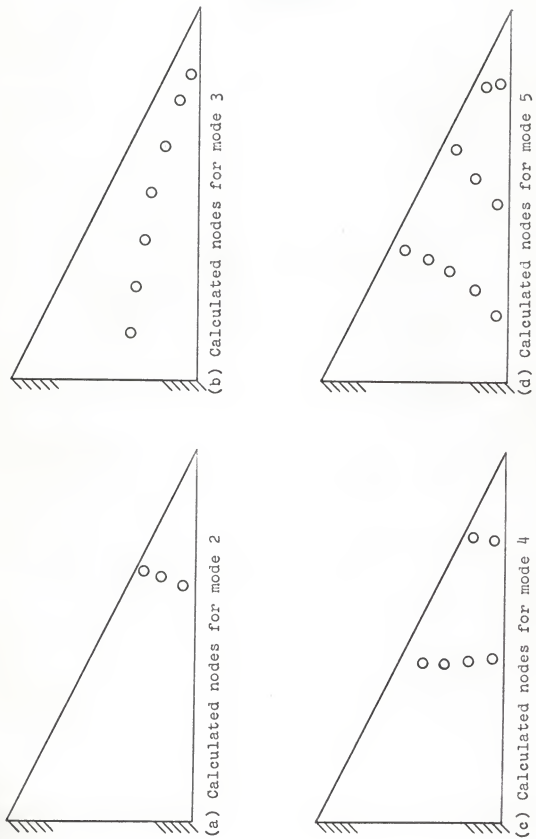 (a) Calculated nodes for mode 2
(b) Calculated nodes for mode 3
(c) Calculated nodes for mode 4
(d) Calculated nodes for mode 5